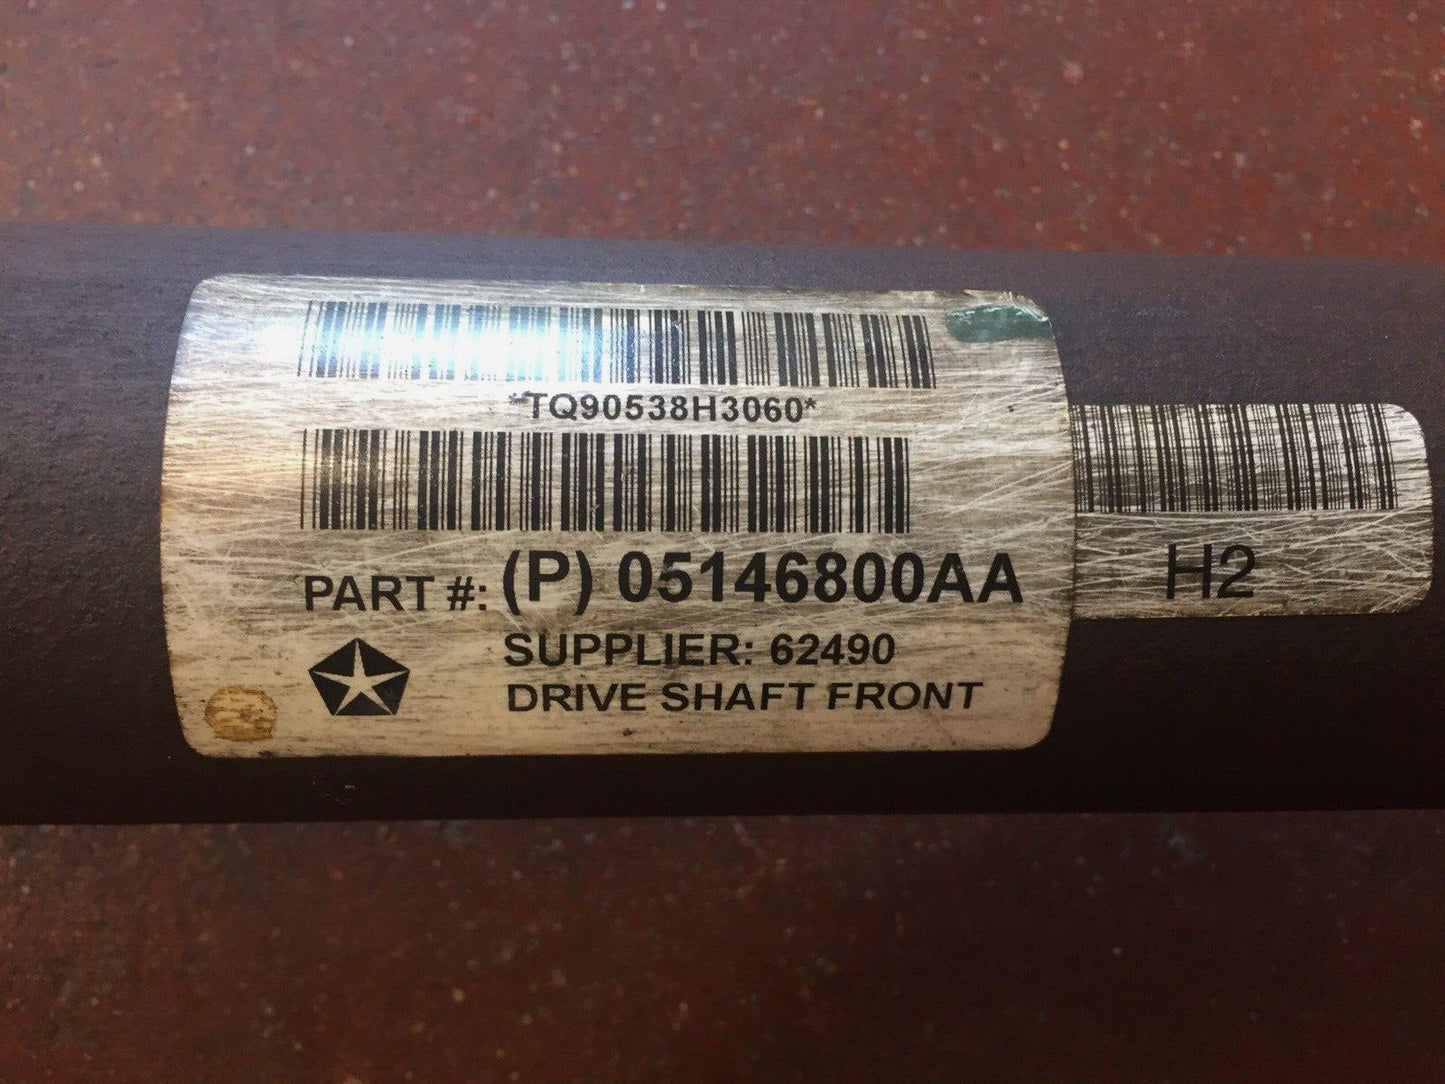 *TQ90538H3060*
PART #: (P) 05146800AA
SUPPLIER: 62490
DRIVE SHAFT FRONT
H2